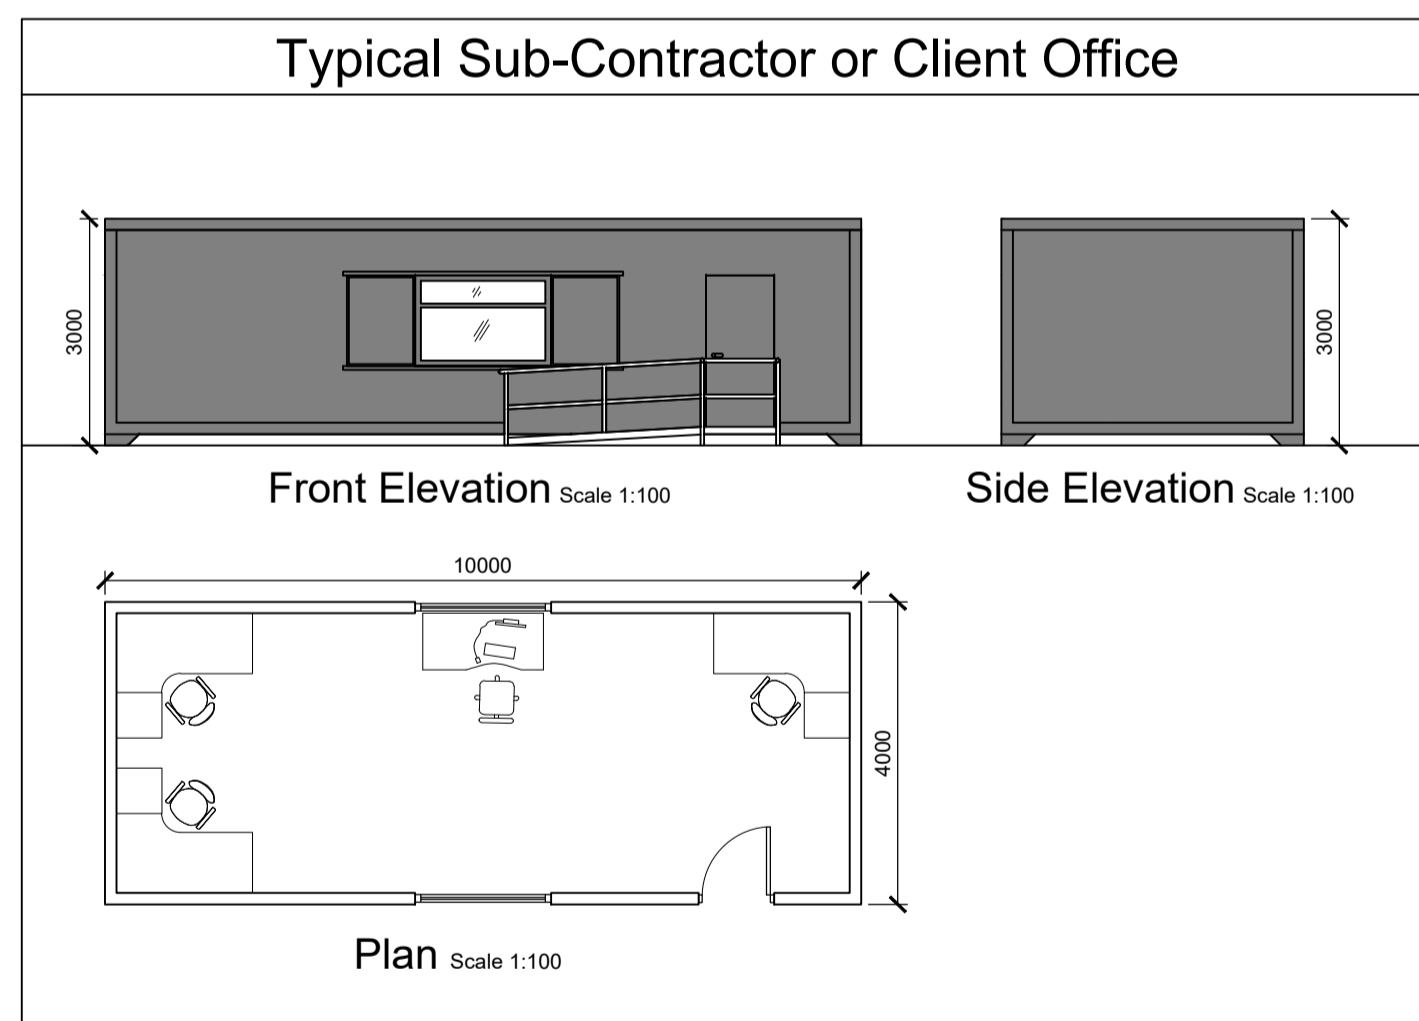 Typical Sub-Contractor or Client Office
3000
3000
Front Elevation Scale 1:100
Side Elevation Scale 1:100
10000
4000
Plan Scale 1:100